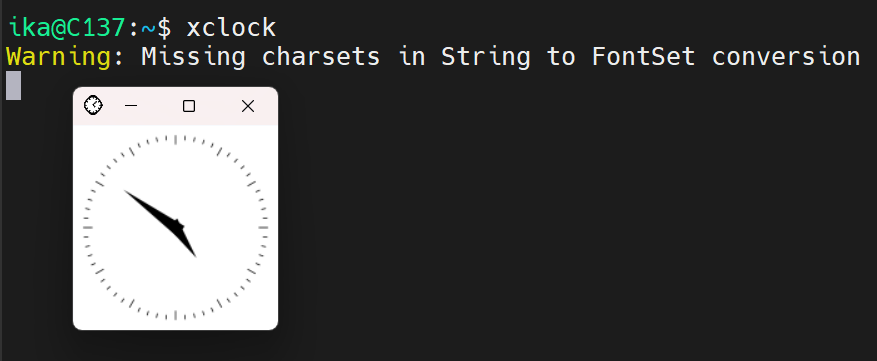 ika@C137:~$ xclock
Warning: Missing charsets in String to FontSet conversion